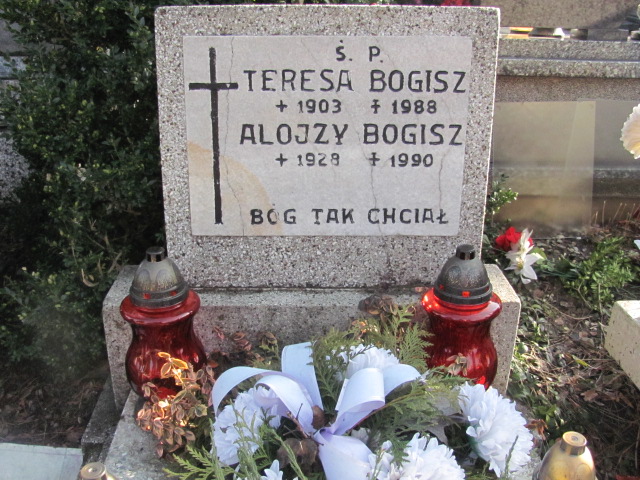 Ś. P.
TERESA BOGISZ
+ 1903 + 1988
ALOJZY BOGISZ
+ 1928 + 1990
BÓG TAK CHCIAŁ